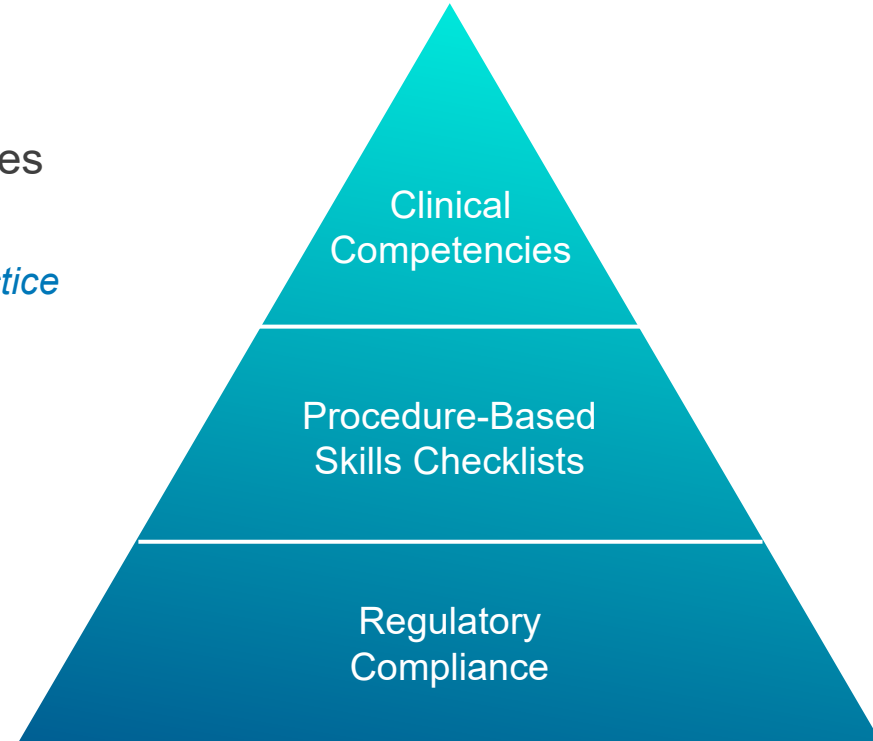 es
tice
Clinical
Competencies
Procedure-Based
Skills Checklists
Regulatory
Compliance